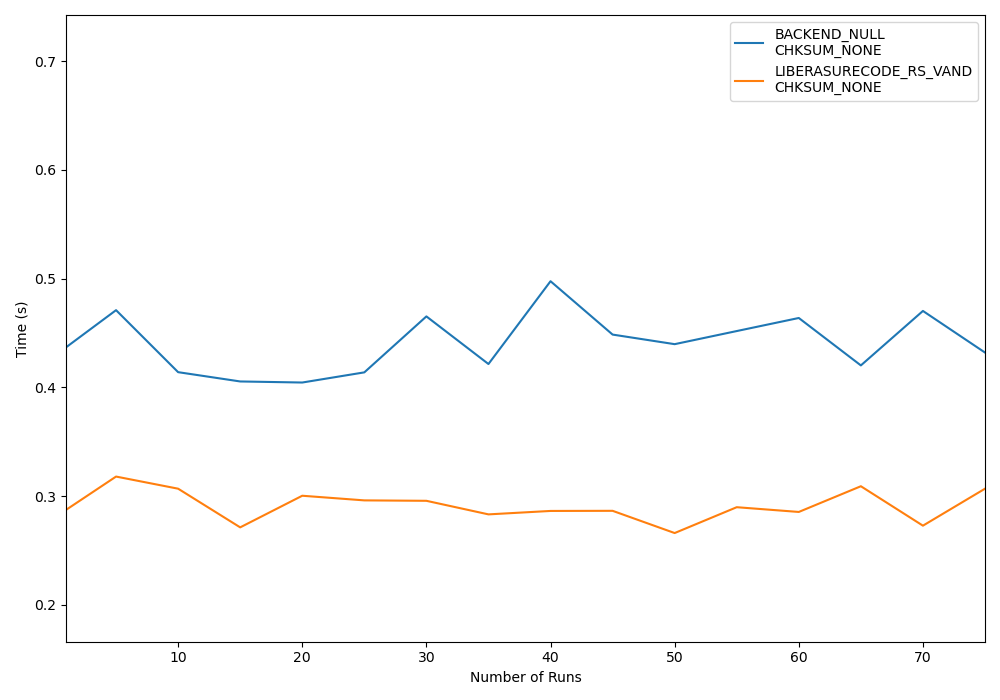 BACKEND_NULL
CHKSUM_NONE
LIBERASURECODE_RS_VAND
CHKSUM_NONE
0.7
0.6
0.5
0.4
0.3
0.2
Time (s)
10 20 30 40 50 60 70
Number of Runs